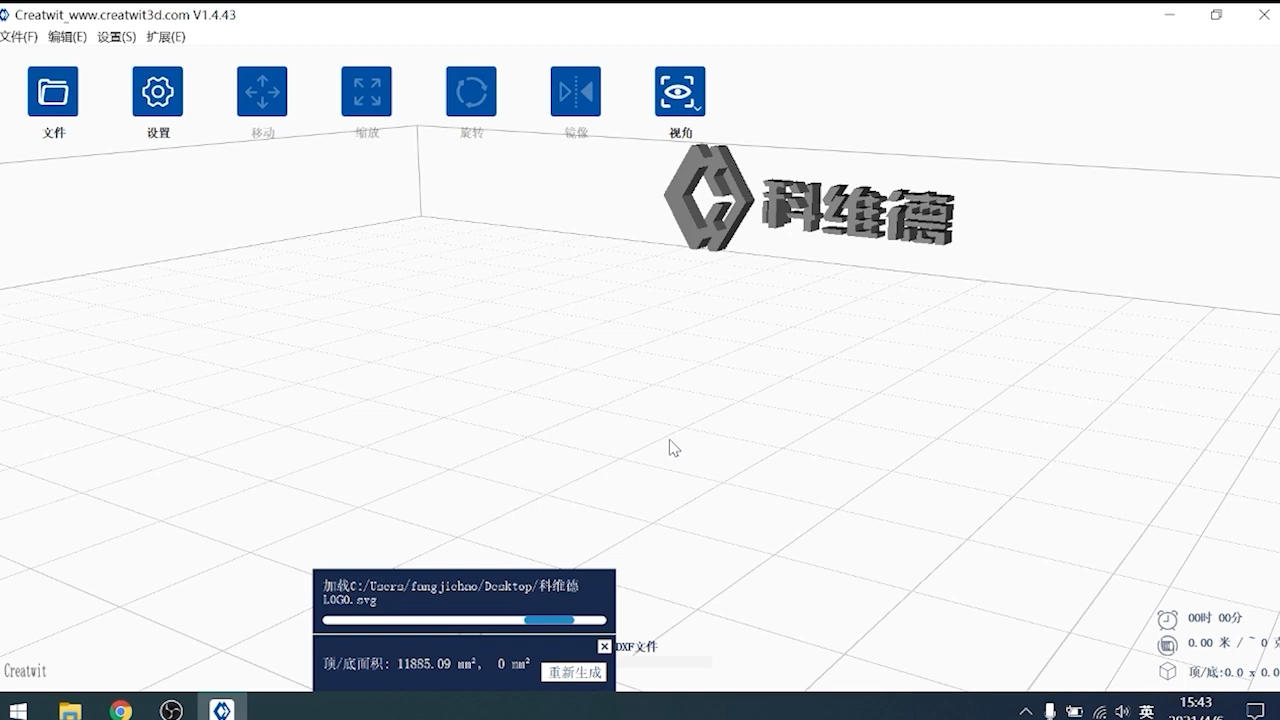 Creatwit_www.creatwit3d.com V1.4.43
文件(F) 编辑(E) 设置(S) 扩展(E)
文件 设置 移动 缩放 旋转 镜像 视角
科维德
加载C:/Users/fangjichao/Desktop/科维德
LOGO.svg
DXF文件
顶/底面积: 11885.09 mm², 0 mm²
重新生成
00时 00分
0.00 米 / ~ 0
顶/底:0.0 x 0.0
Creatwit
英
15:43